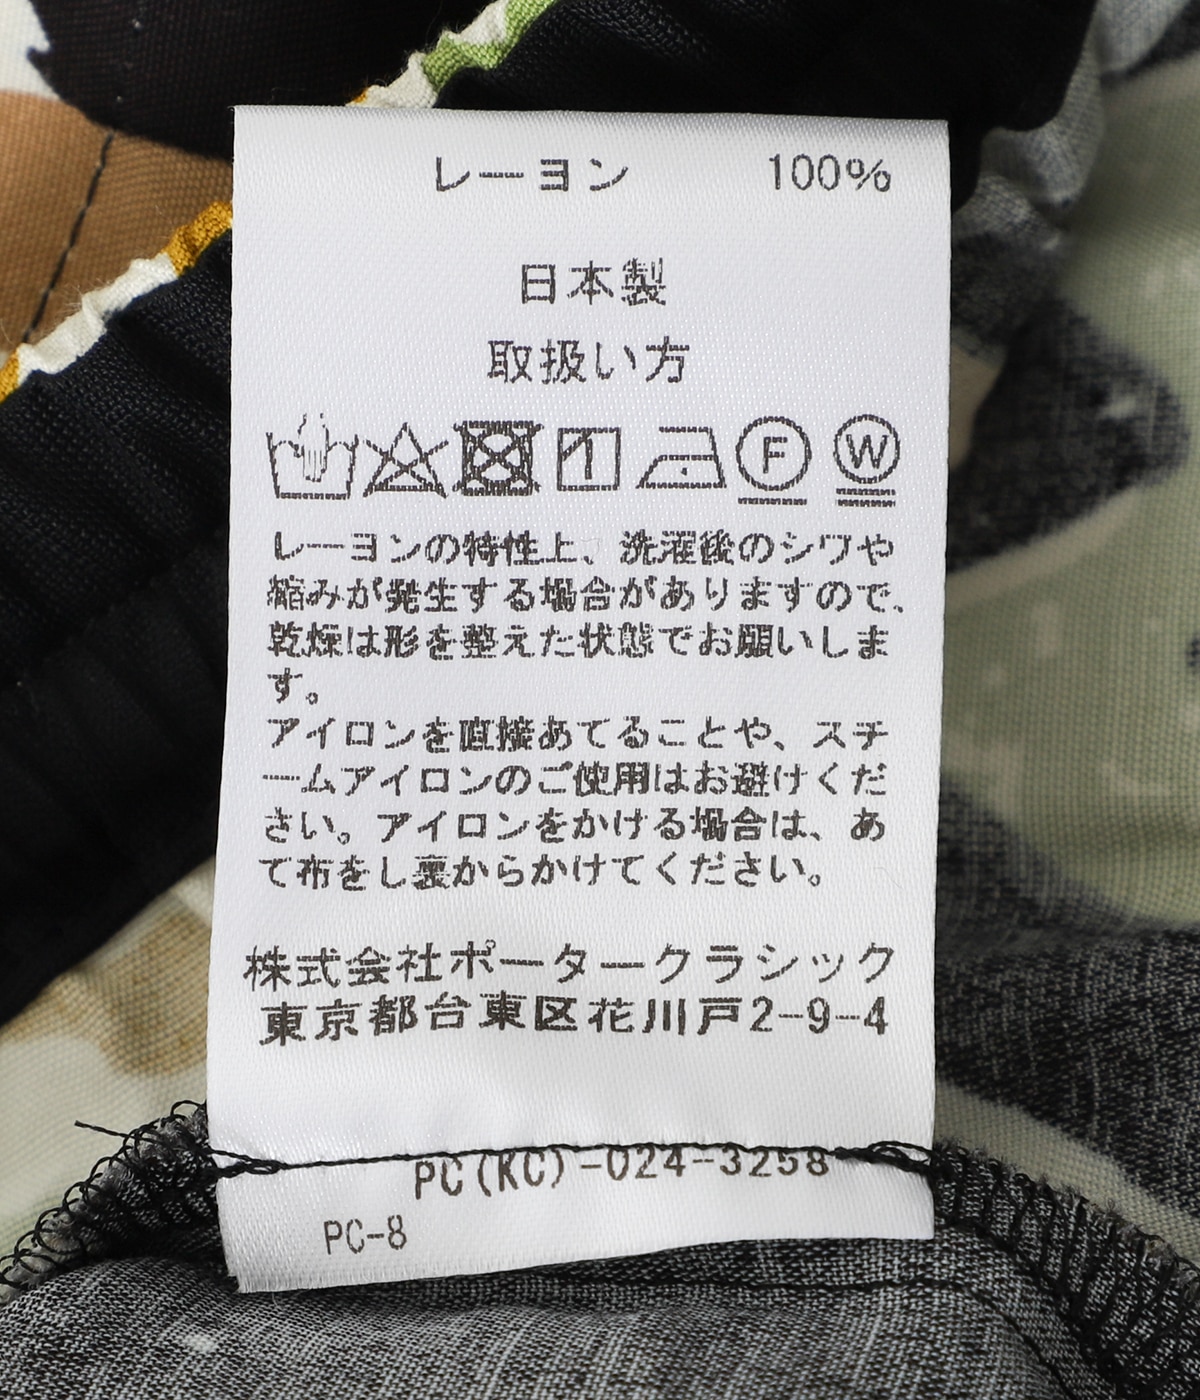 レーヨン 100%
日本製
取扱い方
F W
レーヨンの特性上、洗濯後のシワや
縮みが発生する場合がありますので、
乾燥は形を整えた状態でお願いしま
す。
アイロンを直接あてることや、スチ
ームアイロンのご使用はお避けくだ
さい。アイロンをかける場合は、あ
て布をし裏からかけてください。
株式会社ポータークラシック
東京都台東区花川戸2-9-4
PC(KC)-024-3258
PC-8